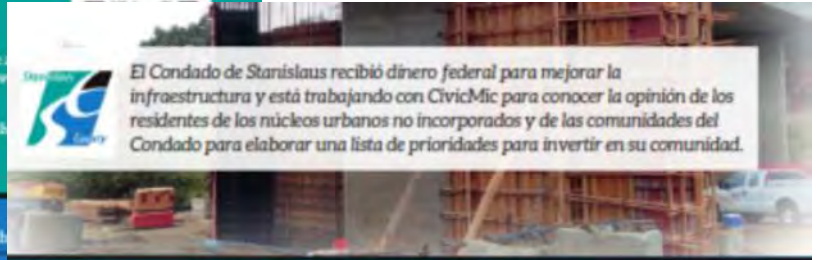 Stanislaus
County
El Condado de Stanislaus recibió dinero federal para mejorar la
infraestructura y está trabajando con CivicMic para conocer la opinión de los
residentes de los núcleos urbanos no incorporados y de las comunidades del
Condado para elaborar una lista de prioridades para invertir en su comunidad.